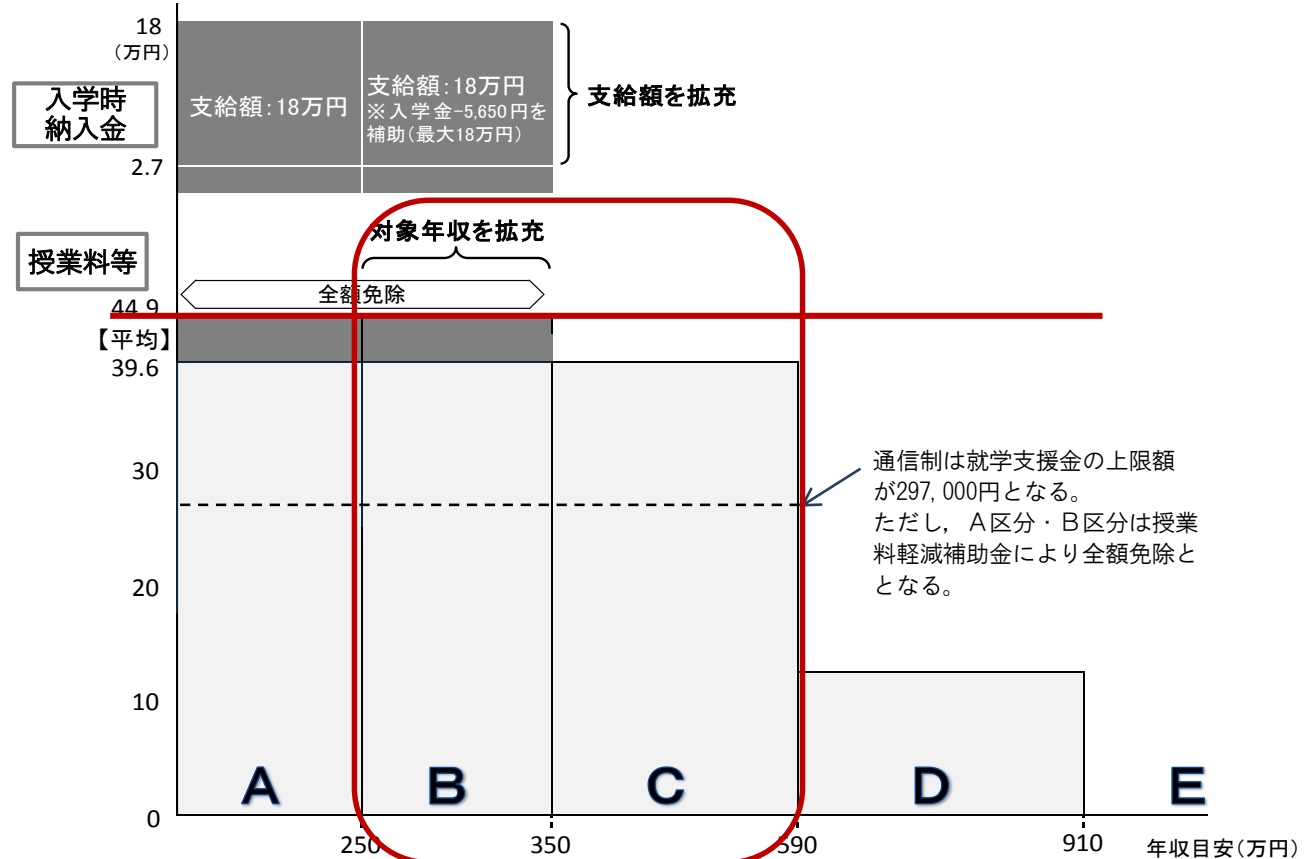 18
（万円）
入学時
納入金
支給額：18万円
支給額：18万円
※入学金-5,650円を
補助（最大18万円）
支給額を拡充
2.7
対象年収を拡充
授業料等
全額免除
44.9
【平均】
39.6
30
通信制は就学支援金の上限額
が297,000円となる。
ただし，Ａ区分・Ｂ区分は授業
料軽減補助金により全額免除と
となる。
20
10
A
B
C
D
E
0
250
350
590
910
年収目安（万円）